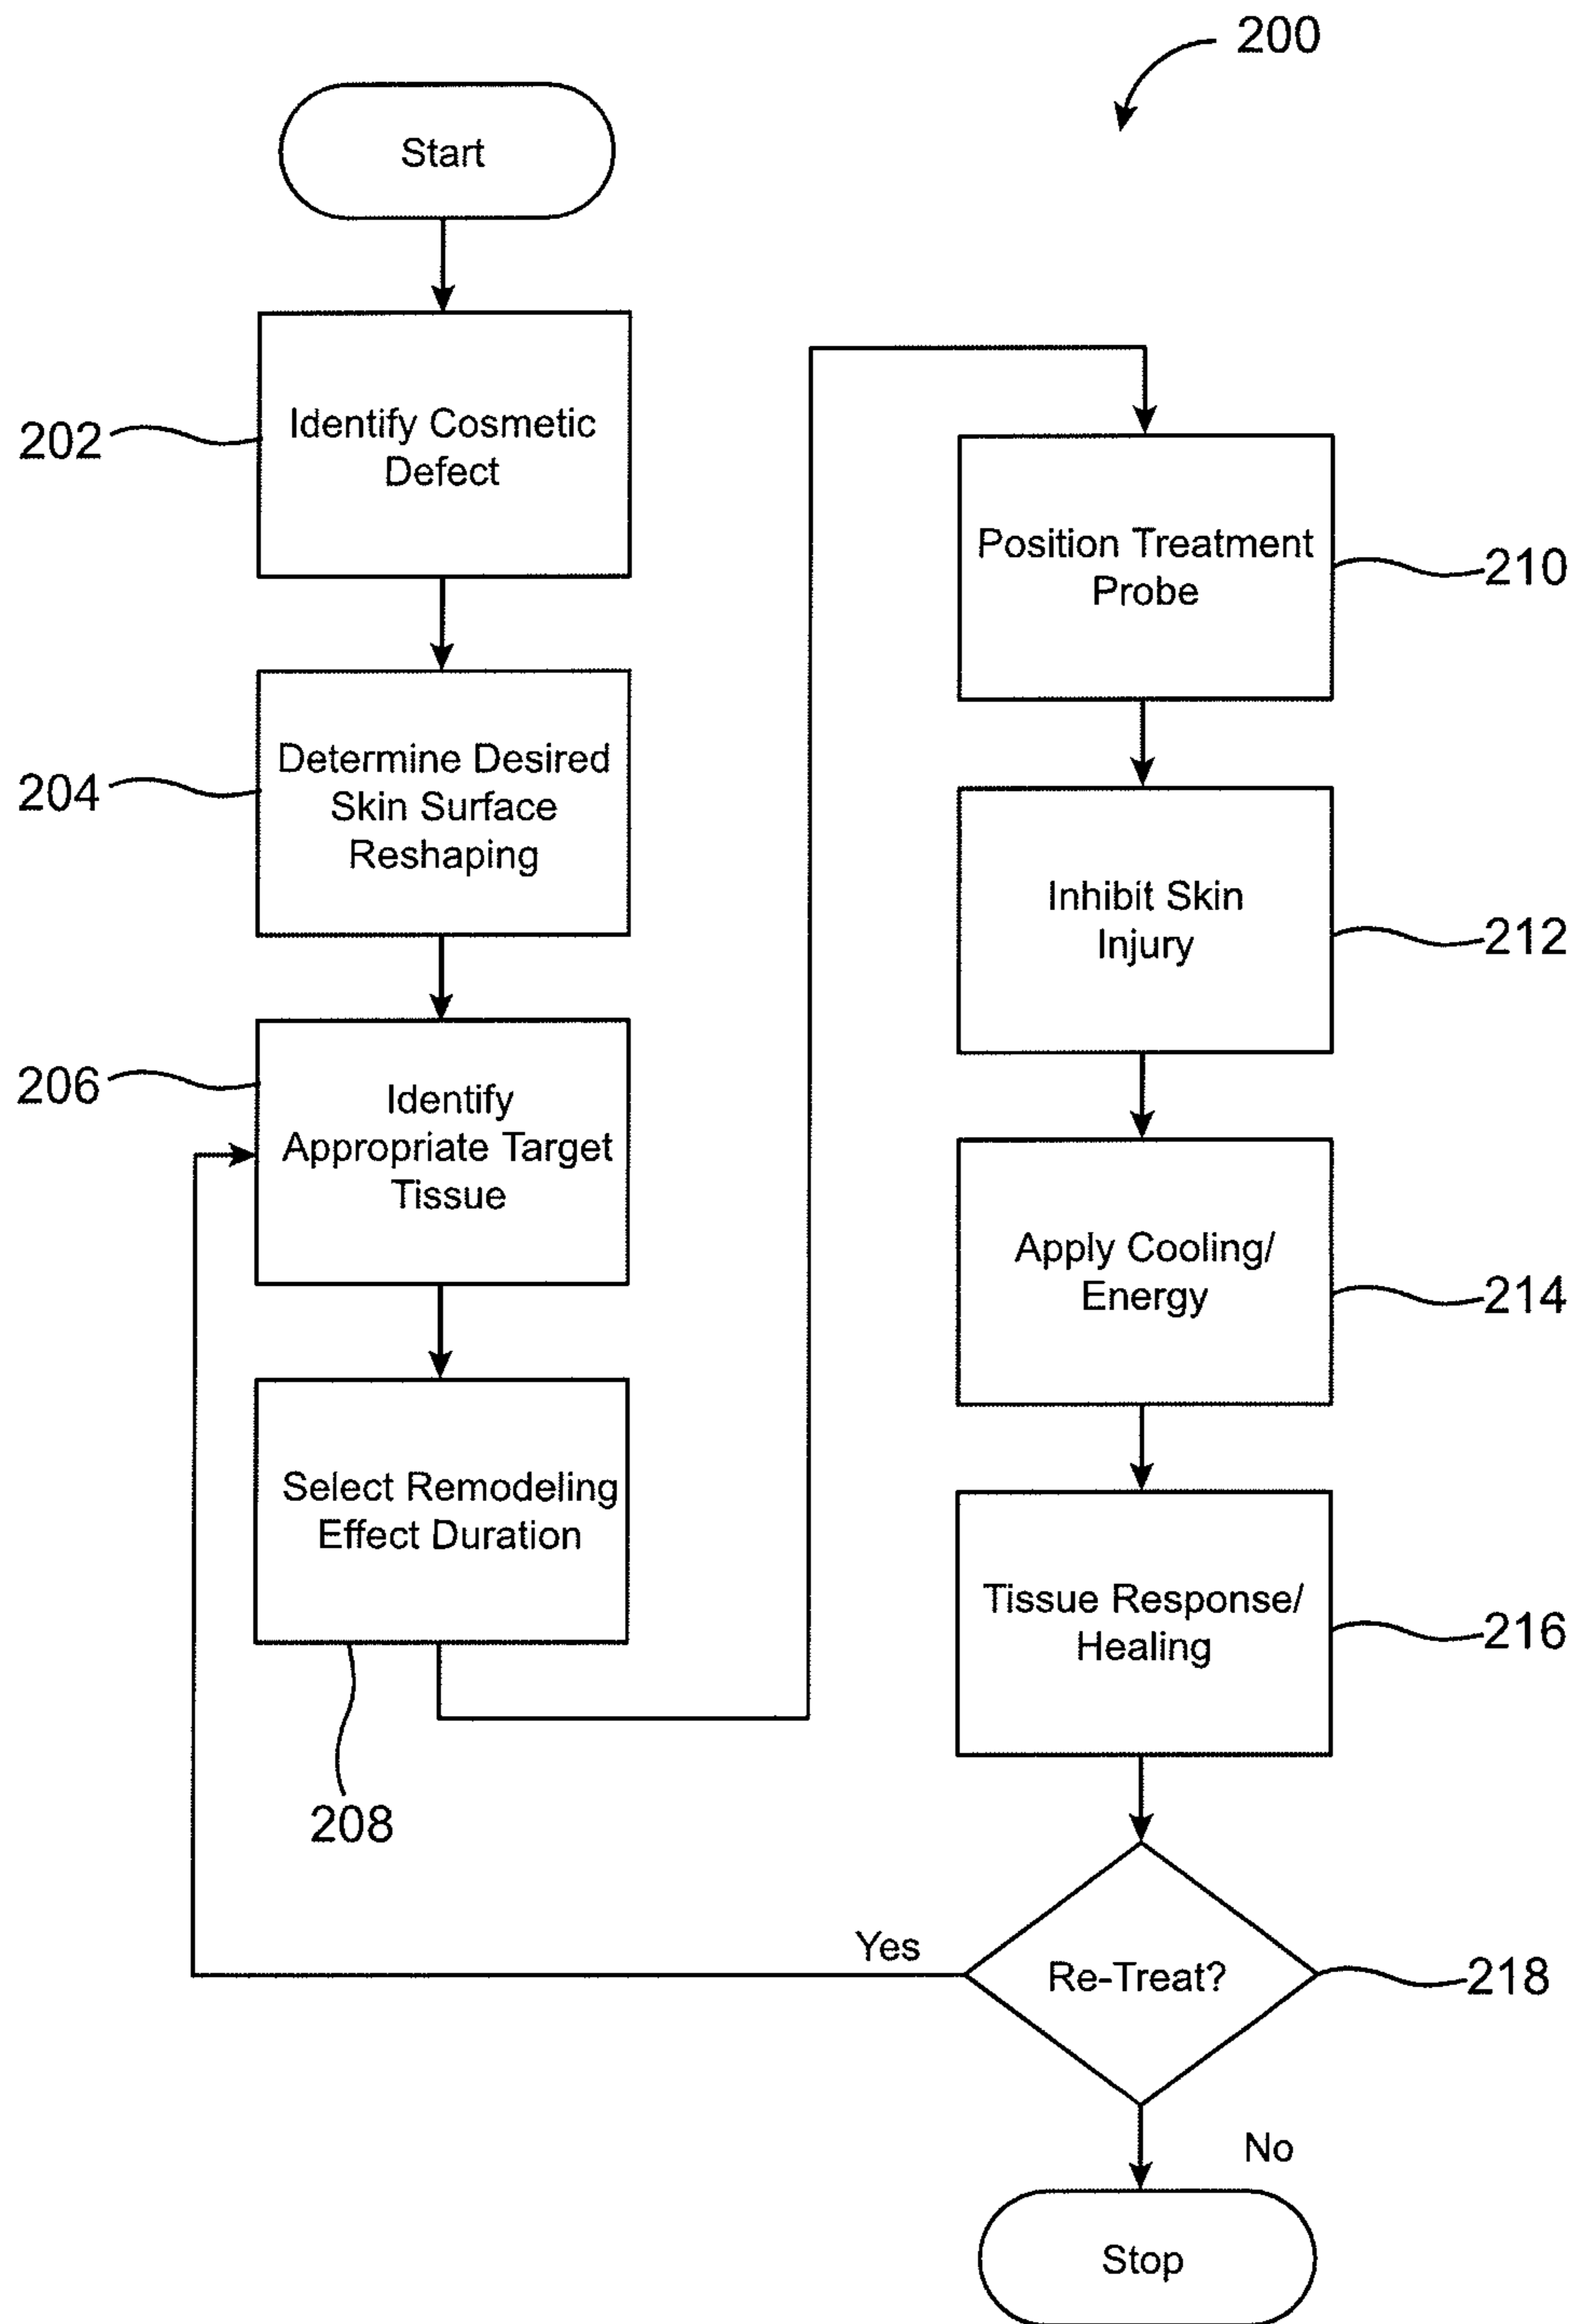 200
Start
202
Identify Cosmetic
Defect
204
Determine Desired
Skin Surface
Reshaping
206
Identify
Appropriate Target
Tissue
Select Remodeling
Effect Duration
208
Position Treatment
Probe
210
Inhibit Skin
Injury
212
Apply Cooling/
Energy
214
Tissue Response/
Healing
216
Yes
Re-Treat?
218
No
Stop